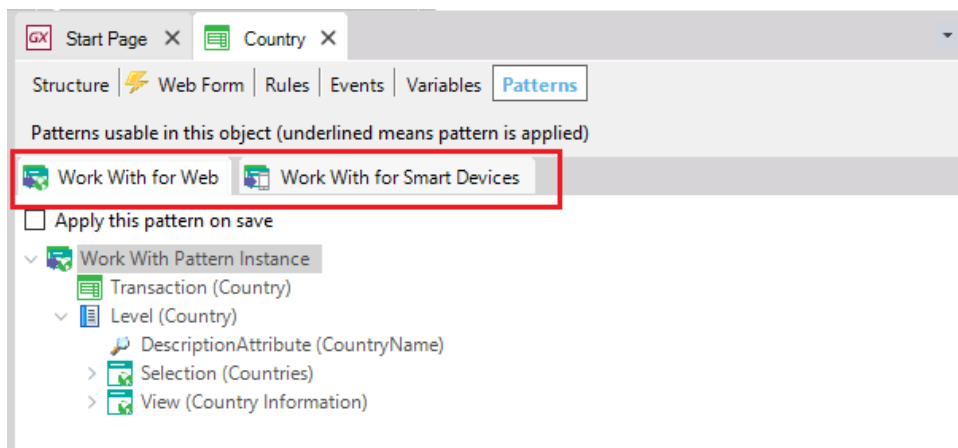 GX Start Page Country
Structure Web Form Rules Events Variables Patterns
Patterns usable in this object (underlined means pattern is applied)
Work With for Web Work With for Smart Devices
Apply this pattern on save
Work With Pattern Instance
Transaction (Country)
Level (Country)
DescriptionAttribute (CountryName)
Selection (Countries)
View (Country Information)